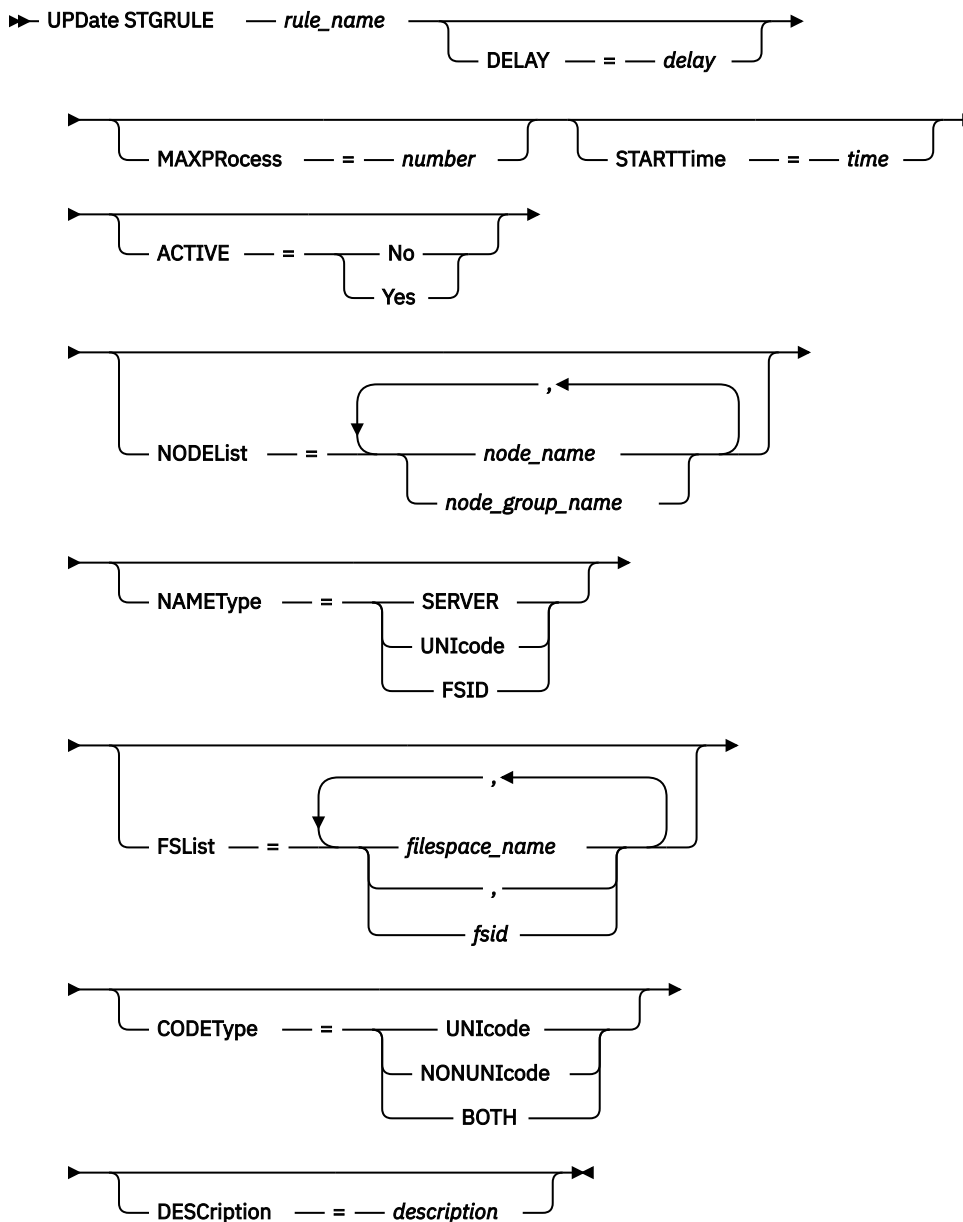 UPDate STGRULE rule_name
DELAY = delay
MAXPRocess = number STARTTime = time
ACTIVE = No
Yes
,
NODEList = node_name
node_group_name
NAMEType = SERVER
UNIcode
FSID
,
FSList = filespace_name
,
fsid
CODEType = UNIcode
NONUNIcode
BOTH
DESCription = description